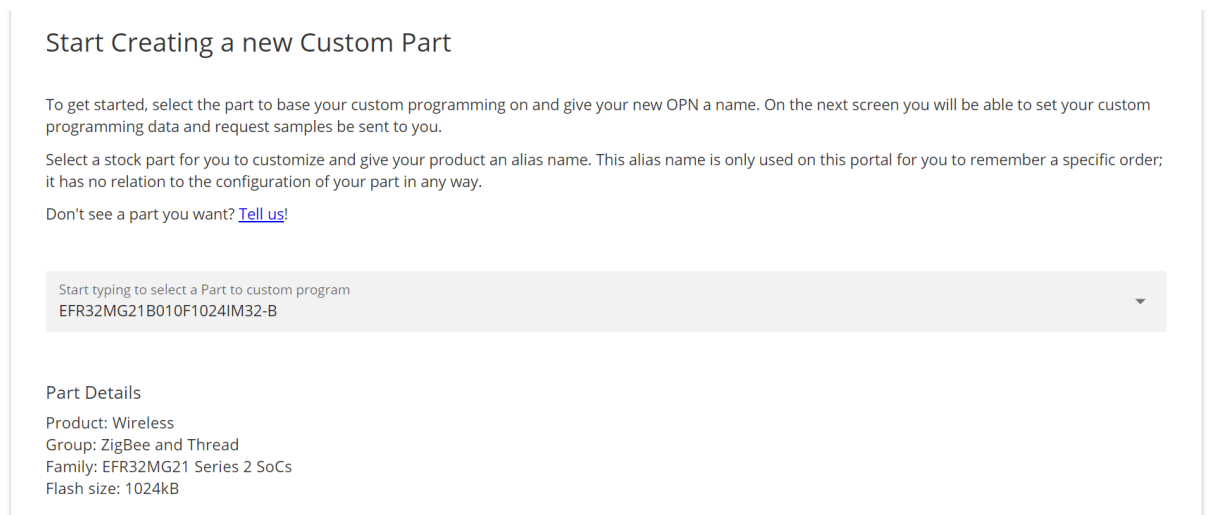 Start Creating a new Custom Part
To get started, select the part to base your custom programming on and give your new OPN a name. On the next screen you will be able to set your custom
programming data and request samples be sent to you.
Select a stock part for you to customize and give your product an alias name. This alias name is only used on this portal for you to remember a specific order;
it has no relation to the configuration of your part in any way.
Don't see a part you want? Tell us!
Start typing to select a Part to custom program
EFR32MG21B010F1024IM32-B
Part Details
Product: Wireless
Group: ZigBee and Thread
Family: EFR32MG21 Series 2 SoCs
Flash size: 1024kB